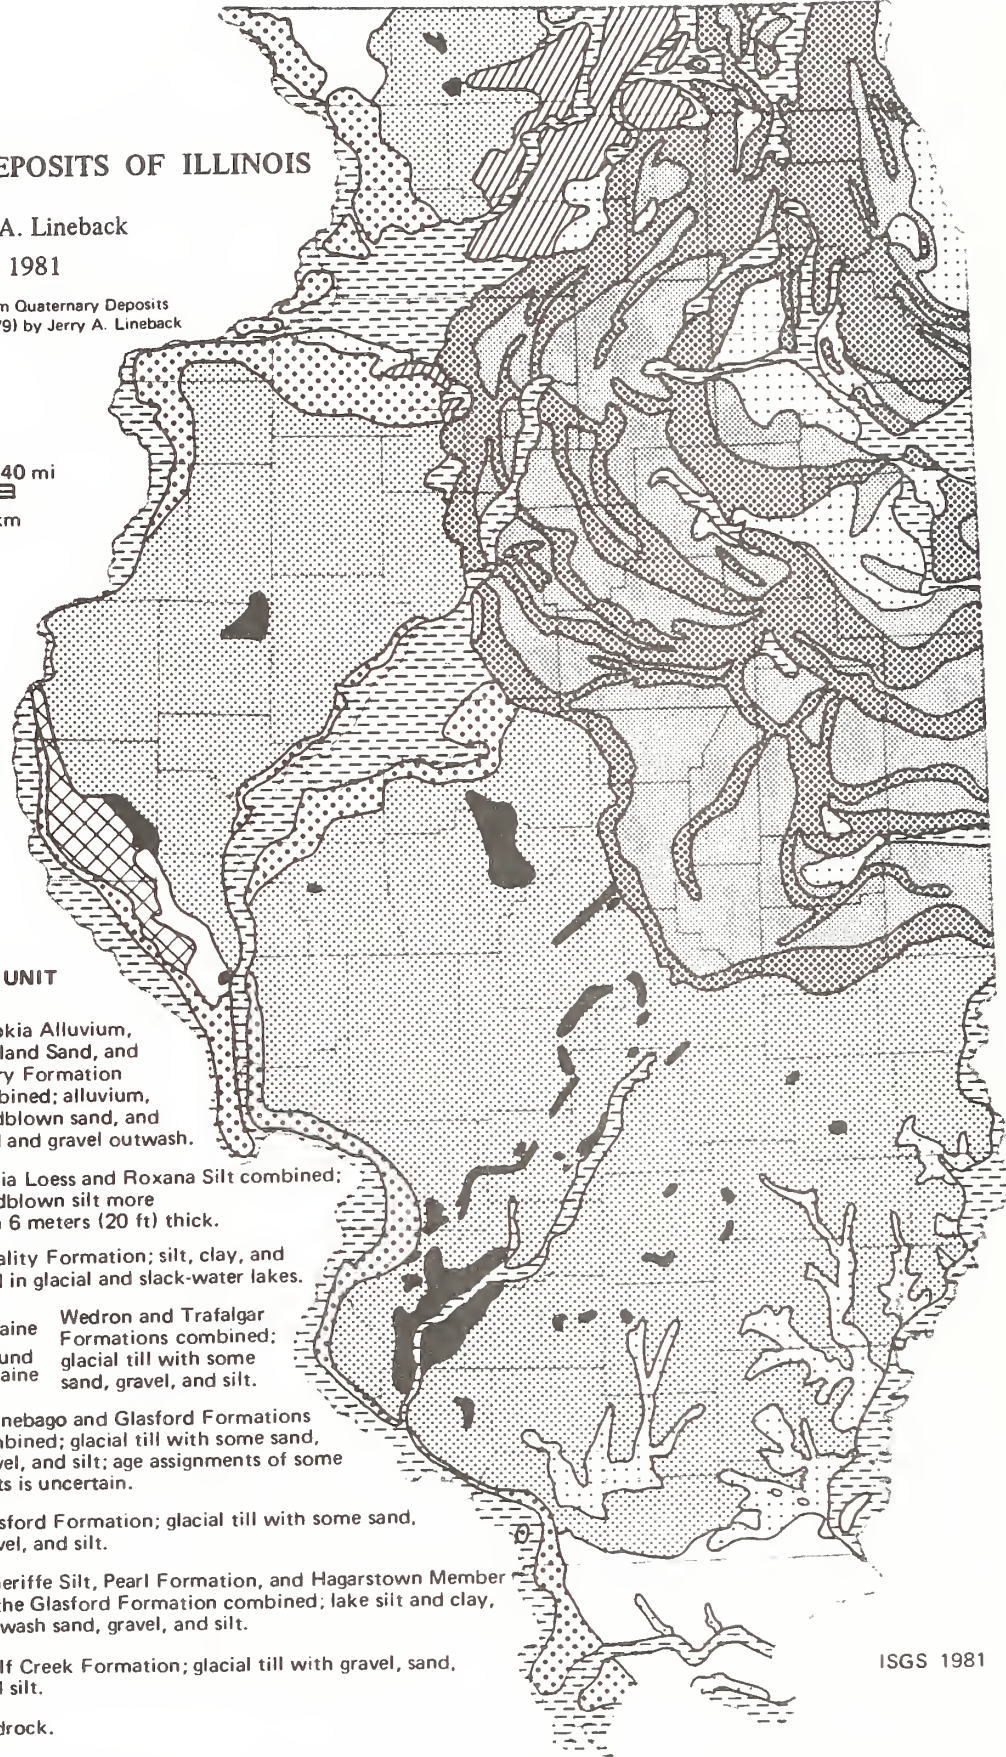 EPOSITS OF ILLINOIS
A. Lineback
1981
m Quaternary Deposits
79) by Jerry A. Lineback
40 mi
km
UNIT
okia Alluvium,
land Sand, and
ry Formation
bined; alluvium,
dblown sand, and
l and gravel outwash.
ia Loess and Roxana Silt combined;
dblown silt more
n 6 meters (20 ft) thick.
ality Formation; silt, clay, and
d in glacial and slack-water lakes.
aine
Wedron and Trafalgar
Formations combined;
und
glacial till with some
aine
sand, gravel, and silt.
nebago and Glasford Formations
mbined; glacial till with some sand,
vel, and silt; age assignments of some
ts is uncertain.
sford Formation; glacial till with some sand,
vel, and silt.
eriffe Silt, Pearl Formation, and Hagarstown Member
the Glasford Formation combined; lake silt and clay,
wash sand, gravel, and silt.
lf Creek Formation; glacial till with gravel, sand,
d silt.
drock.
ISGS 1981